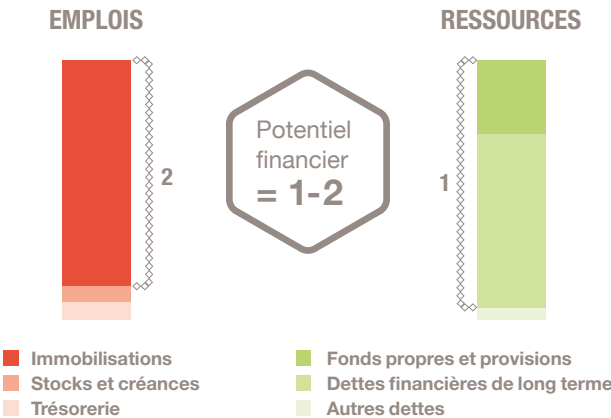 EMPLOIS
RESSOURCES
Potentiel
financier
= 1-2
2
1
Immobilisations
Stocks et créances
Trésorerie
Fonds propres et provisions
Dettes financières de long terme
Autres dettes